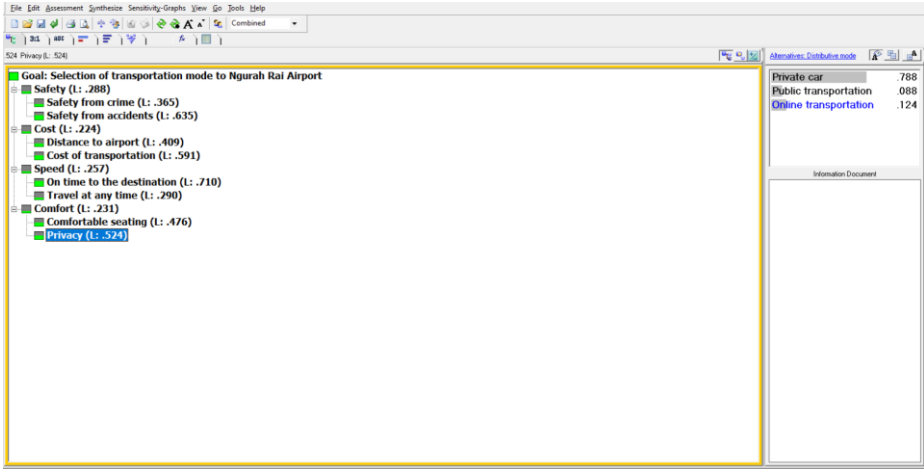 File Edit Assessment Synthesize Sensitivity-Graphs View Go Tools Help
Combined
3:1 ABC
524 Privacy (L: .524)
Alternatives: Distributive mode
Goal: Selection of transportation mode to Ngurah Rai Airport
Safety (L: .288)
Safety from crime (L: .365)
Safety from accidents (L: .635)
Cost (L: .224)
Distance to airport (L: .409)
Cost of transportation (L: .591)
Speed (L: .257)
On time to the destination (L: .710)
Travel at any time (L: .290)
Comfort (L: .231)
Comfortable seating (L: .476)
Privacy (L: .524)
Private car .788
Public transportation .088
Online transportation .124
Information Document